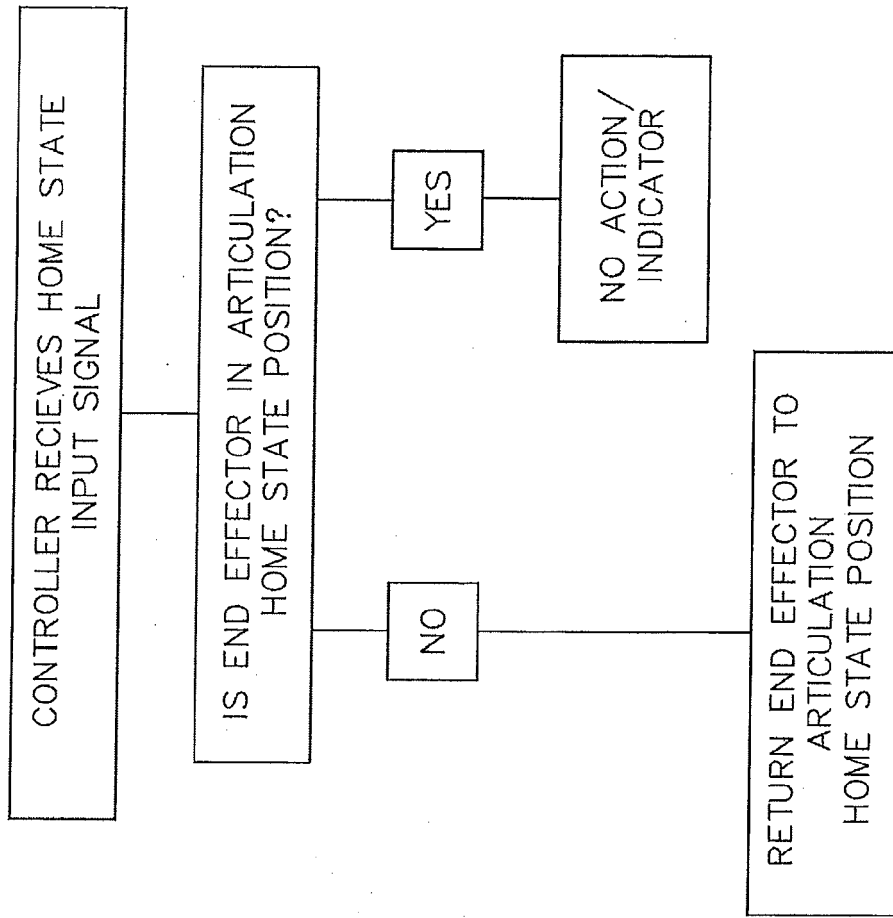 CONTROLLER RECIEVES HOME STATE
INPUT SIGNAL
IS END EFFECTOR IN ARTICULATION
HOME STATE POSITION?
NO
YES
RETURN END EFFECTOR TO
ARTICULATION
HOME STATE POSITION
NO ACTION/
INDICATOR